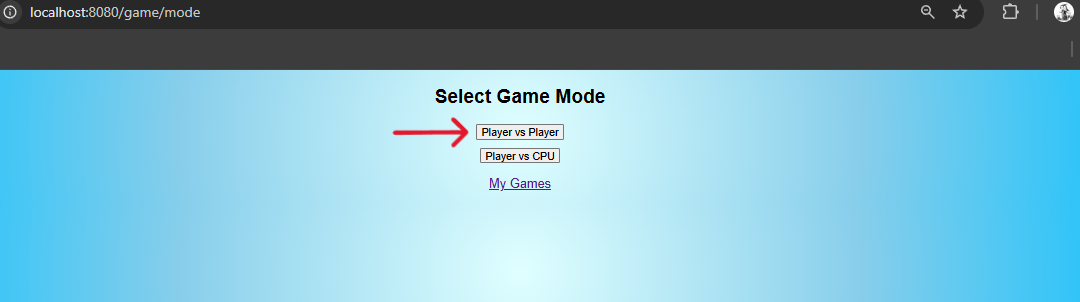 localhost:8080/game/mode
Select Game Mode
Player vs Player
Player vs CPU
My Games